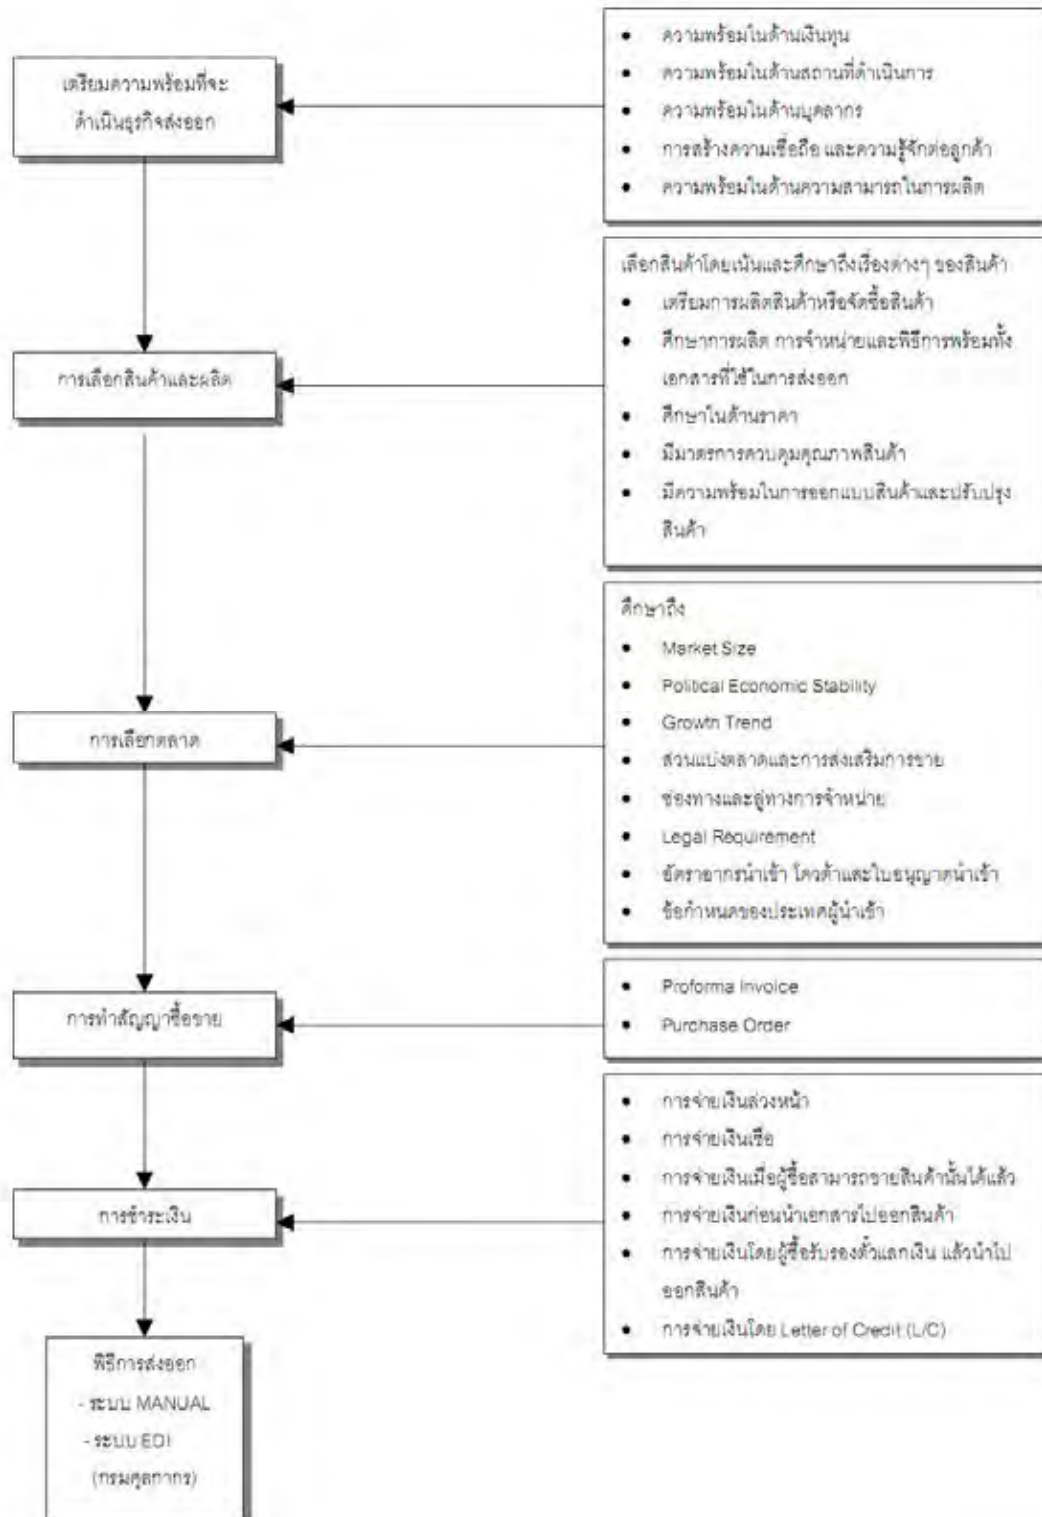 เตรียมความพร้อมที่จะ
ดำเนินธุรกิจส่งออก
● ความพร้อมในด้านเงินทุน
● ความพร้อมในด้านสถานที่ดำเนินการ
● ความพร้อมในด้านบุคลากร
● การสร้างความเชื่อถือ และความรู้จักต่อลูกค้า
● ความพร้อมในด้านความสามารถในการผลิต
การเลือกสินค้าและผลิต
เลือกสินค้าโดยเน้นและศึกษาถึงเรื่องต่างๆ ของสินค้า
● เตรียมการผลิตสินค้าหรือจัดซื้อสินค้า
● ศึกษาการผลิต การจำหน่ายและพิธีการพร้อมทั้ง
เอกสารที่ใช้ในการส่งออก
● ศึกษาในด้านราคา
● มีมาตรการควบคุมคุณภาพสินค้า
● มีความพร้อมในการออกแบบสินค้าและปรับปรุง
สินค้า
การเลือกตลาด
ศึกษาถึง
● Market Size
● Political Economic Stability
● Growth Trend
● ส่วนแบ่งตลาดและการส่งเสริมการขาย
● ช่องทางและลู่ทางการจำหน่าย
● Legal Requirement
● อัตราอากรนำเข้า โควต้าและใบอนุญาตนำเข้า
● ข้อกำหนดของประเทศผู้นำเข้า
การทำสัญญาซื้อขาย
● Proforma Invoice
● Purchase Order
การชำระเงิน
● การจ่ายเงินล่วงหน้า
● การจ่ายเงินเชื่อ
● การจ่ายเงินเมื่อผู้ซื้อสามารถขายสินค้านั้นได้แล้ว
● การจ่ายเงินก่อนนำเอกสารไปออกสินค้า
● การจ่ายเงินโดยผู้ซื้อรับรองตั๋วแลกเงิน แล้วนำไป
ออกสินค้า
● การจ่ายเงินโดย Letter of Credit (L/C)
พิธีการส่งออก
- ระบบ MANUAL
- ระบบ EDI
(กรมศุลกากร)